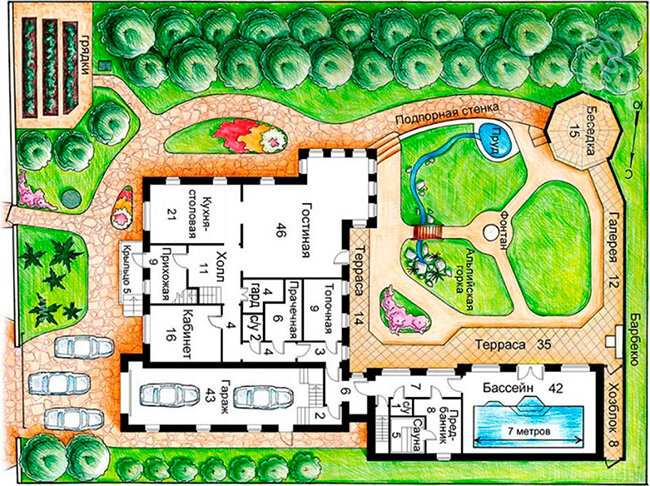 грядки
Подпорная стенка
Беседка
15
О
С
Пруд
Кухня-
столовая
21
Гостиная
46
Фонтан
Галерея 12
Крыльцо 5
Прихожая
9
Холл
11
Терраса 14
Альпийская
горка
гард
4
Прачечная
6
Топочная
9
с/у 2
Кабинет
16
4
4
3
Терраса 35
Барбекю
Гараж
43
2
6
7
Бассейн 42
Хозблок 8
с/у
1
8
Пред-
банник
Сауна
5
7 метров